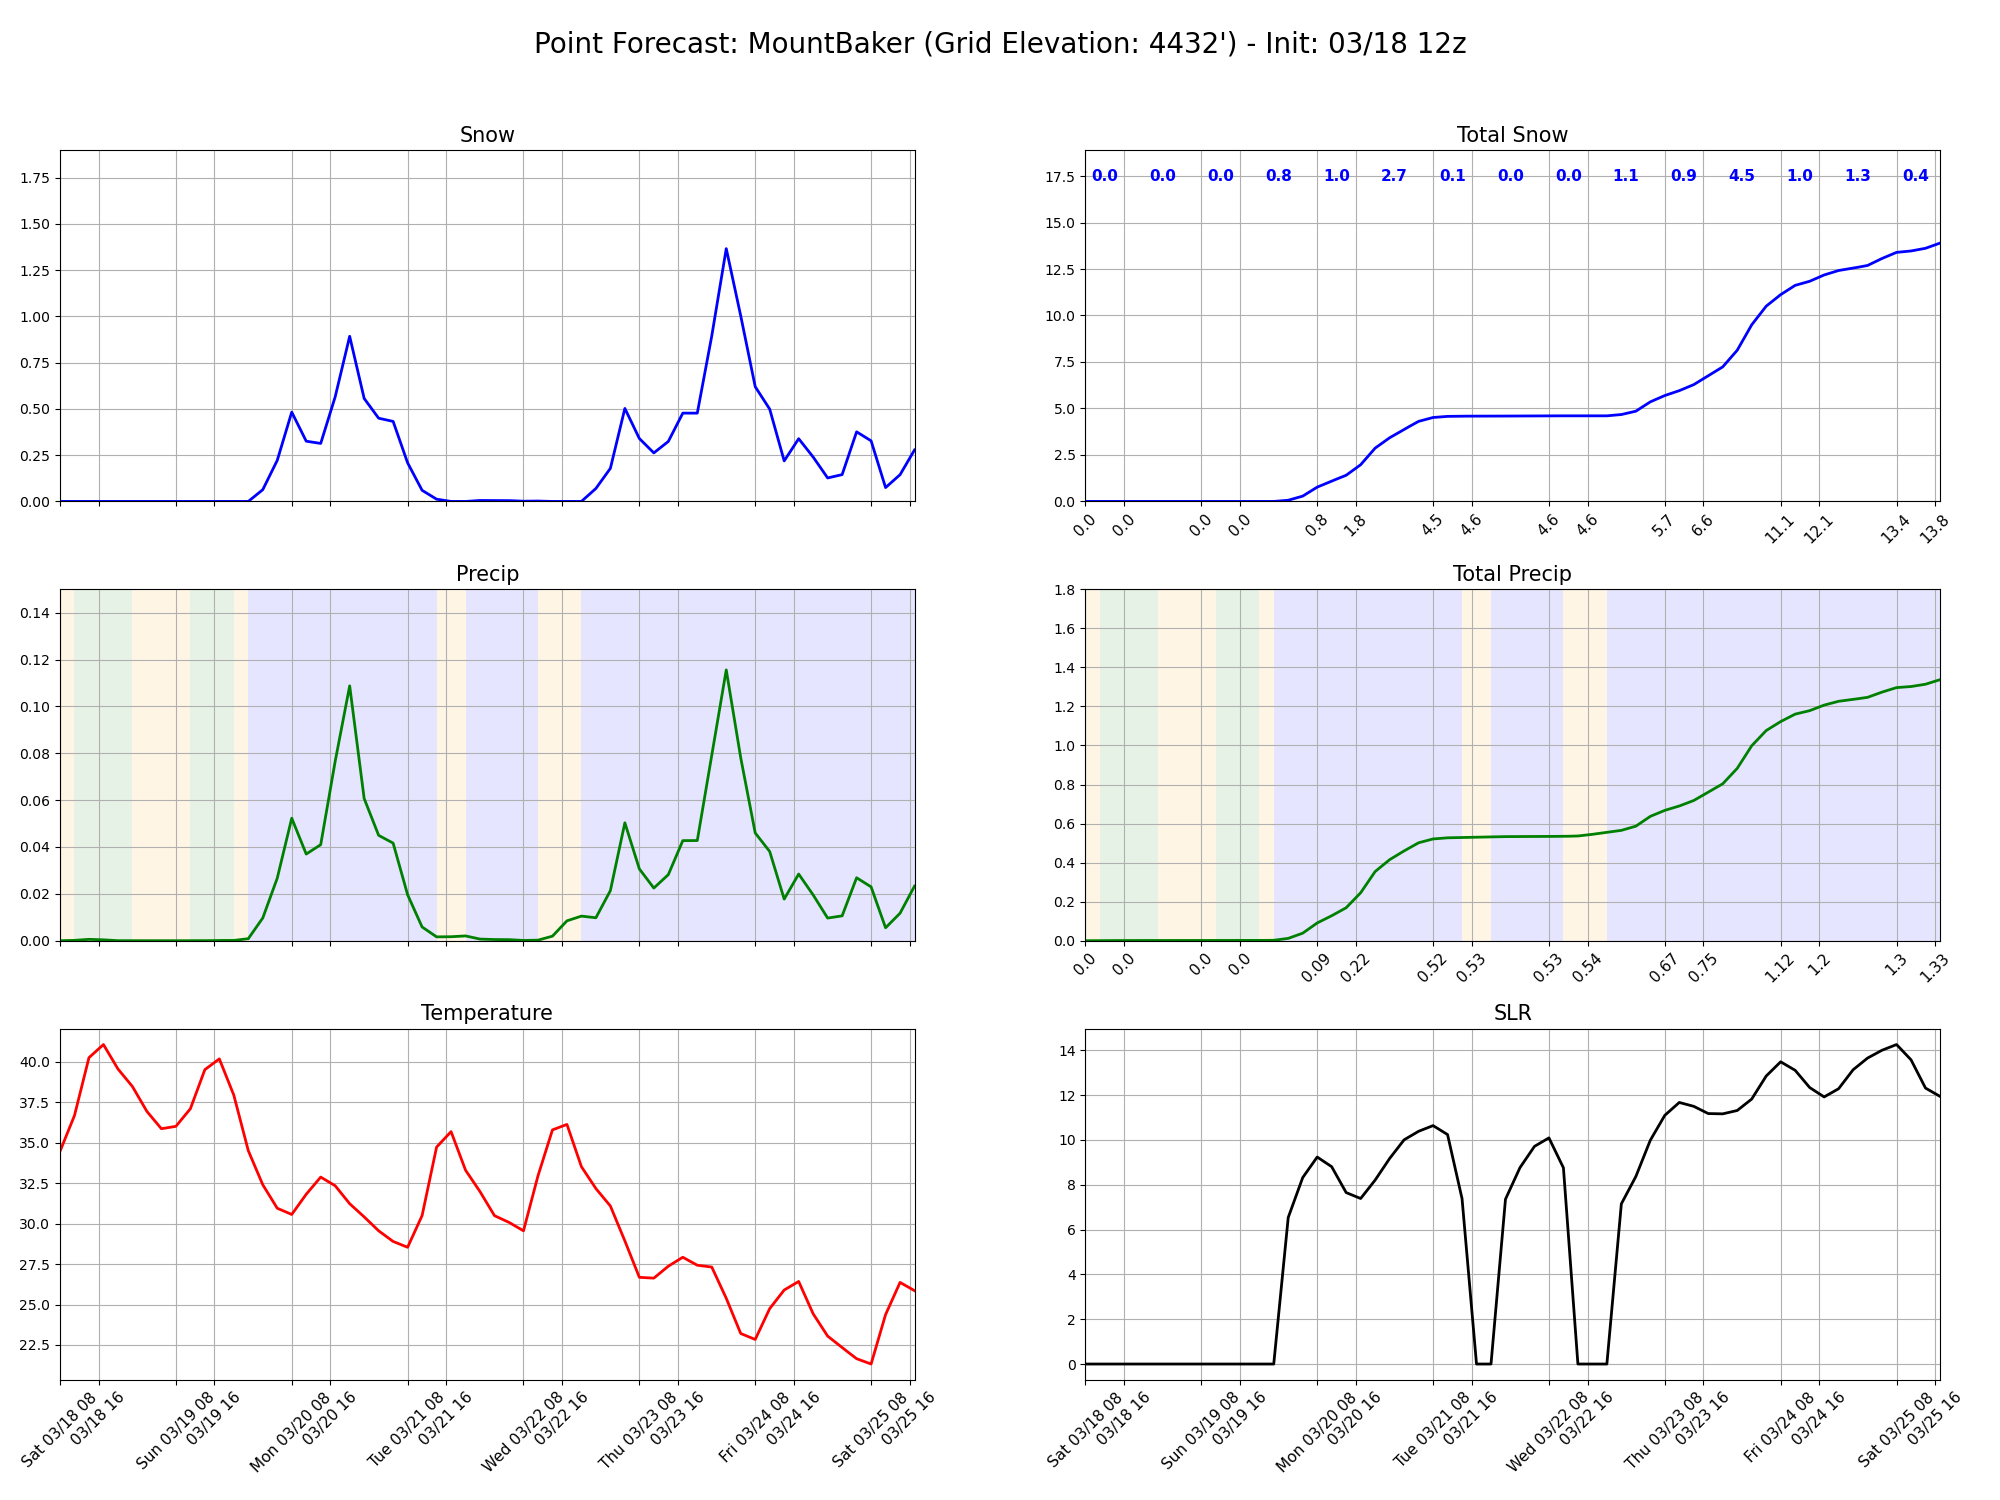 Point Forecast: MountBaker (Grid Elevation: 4432') - Init: 03/18 12z
Snow
1.75
1.50
1.25
1.00
0.75
0.50
0.25
0.00
Total Snow
17.5
15.0
12.5
10.0
7.5
5.0
2.5
0.0
0.0 0.0 0.0 0.8 1.0 2.7 0.1 0.0 0.0 1.1 0.9 4.5 1.0 1.3 0.4
0.0 0.0 0.0 0.0 0.8 1.8 4.5 4.6 4.6 4.6 5.7 6.6 11.1 12.1 13.4 13.8
Precip
0.14
0.12
0.10
0.08
0.06
0.04
0.02
0.00
Total Precip
1.8
1.6
1.4
1.2
1.0
0.8
0.6
0.4
0.2
0.0
0.0 0.0 0.0 0.0 0.09 0.22 0.52 0.53 0.53 0.54 0.67 0.75 1.12 1.2 1.3 1.33
Temperature
40.0
37.5
35.0
32.5
30.0
27.5
25.0
22.5
Sat 03/18 08
03/18 16
Sun 03/19 08
03/19 16
Mon 03/20 08
03/20 16
Tue 03/21 08
03/21 16
Wed 03/22 08
03/22 16
Thu 03/23 08
03/23 16
Fri 03/24 08
03/24 16
Sat 03/25 08
03/25 16
SLR
14
12
10
8
6
4
2
0
Sat 03/18 08
03/18 16
Sun 03/19 08
03/19 16
Mon 03/20 08
03/20 16
Tue 03/21 08
03/21 16
Wed 03/22 08
03/22 16
Thu 03/23 08
03/23 16
Fri 03/24 08
03/24 16
Sat 03/25 08
03/25 16